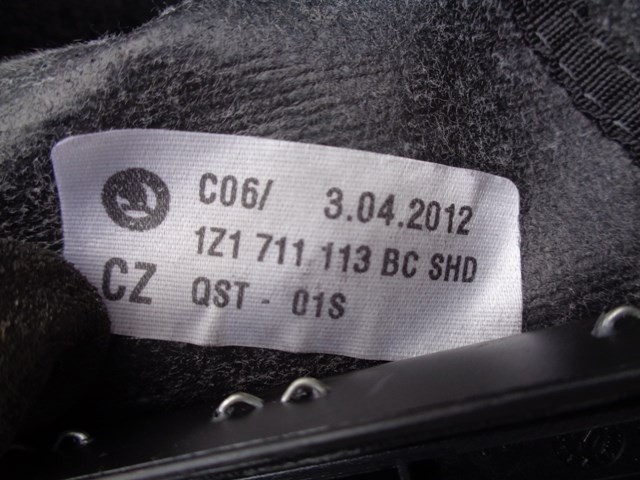 C06/ 3.04.2012
1Z1 711 113 BC SHD
CZ QST - 01S